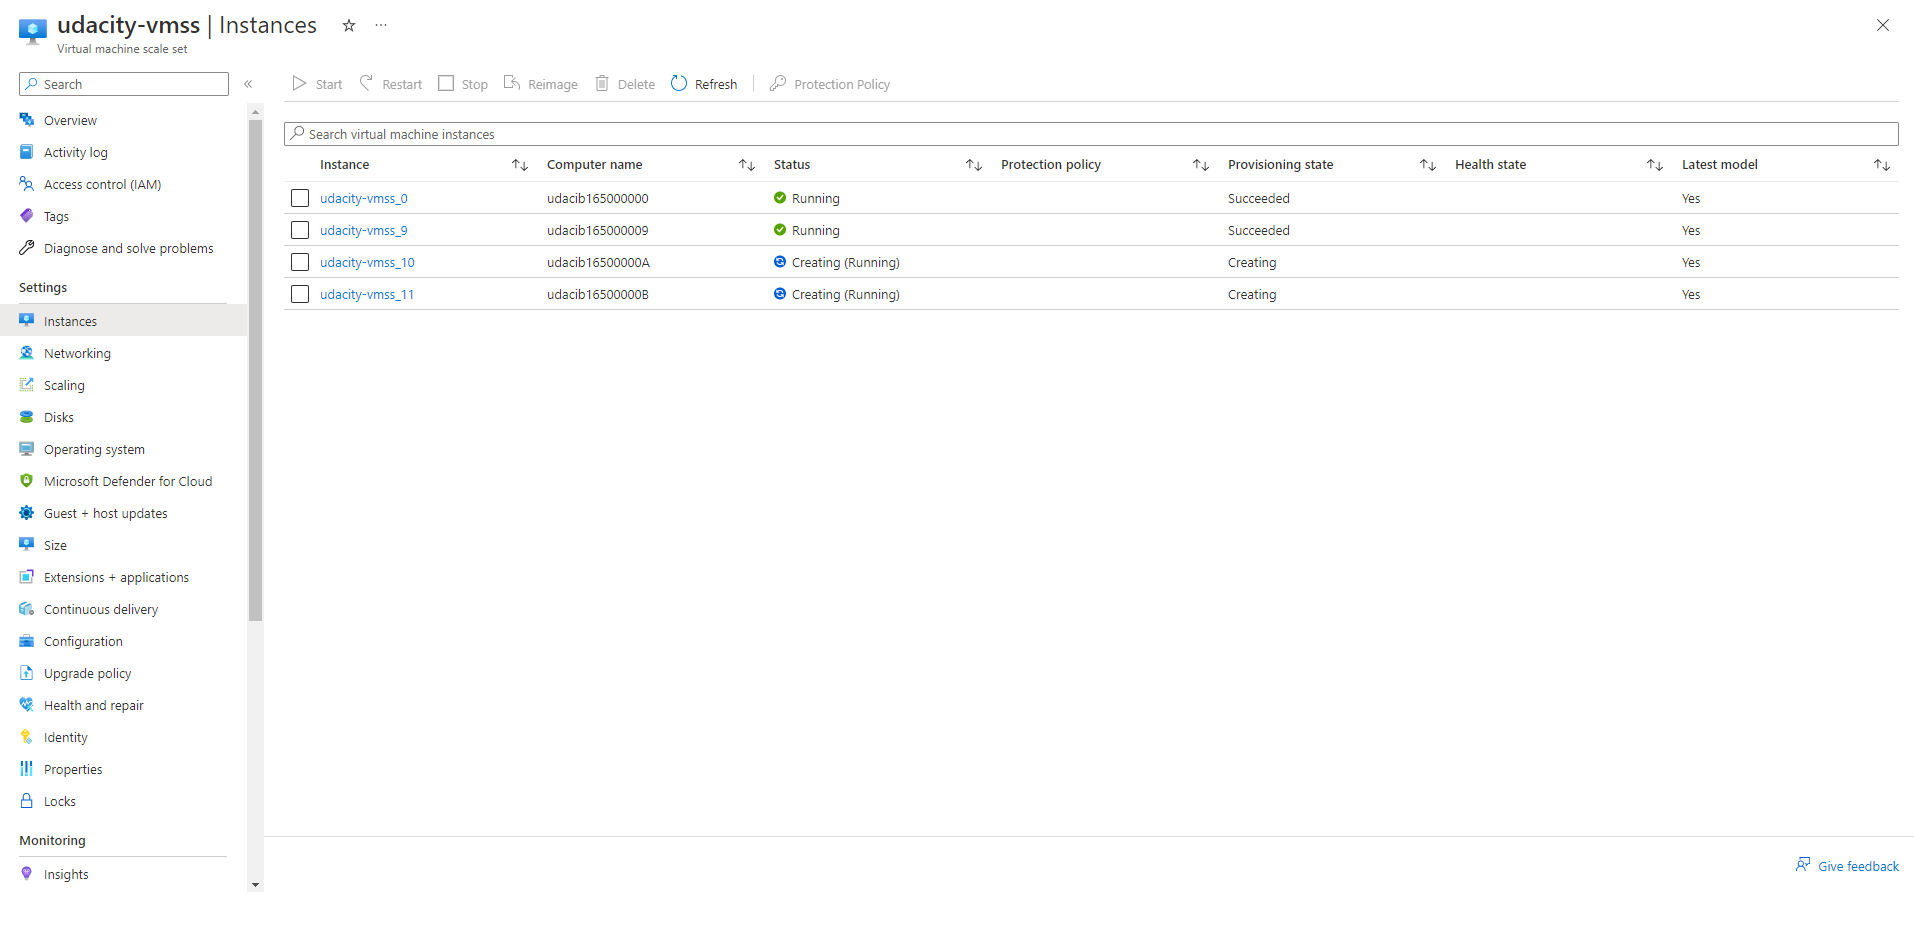 udacity-vmss | Instances
Virtual machine scale set
Search
Start Restart Stop Reimage Delete Refresh Protection Policy
Overview
Activity log
Access control (IAM)
Tags
Diagnose and solve problems
Settings
Instances
Networking
Scaling
Disks
Operating system
Microsoft Defender for Cloud
Guest + host updates
Size
Extensions + applications
Continuous delivery
Configuration
Upgrade policy
Health and repair
Identity
Properties
Locks
Monitoring
Insights
Search virtual machine instances
Instance Computer name Status Protection policy Provisioning state Health state Latest model
udacity-vmss_0 udacib165000000 Running Succeeded Yes
udacity-vmss_9 udacib165000009 Running Succeeded Yes
udacity-vmss_10 udacib16500000A Creating (Running) Creating Yes
udacity-vmss_11 udacib16500000B Creating (Running) Creating Yes
Give feedback